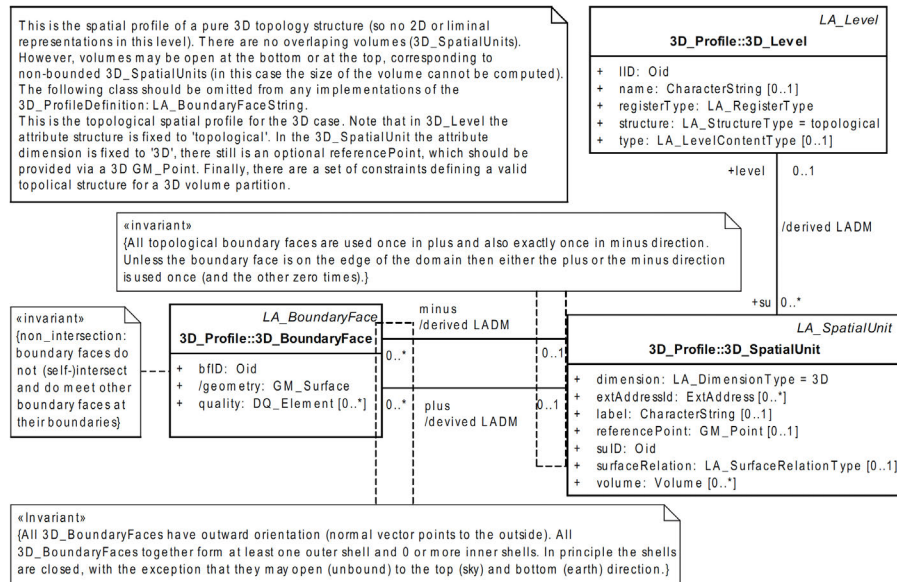 This is the spatial profile of a pure 3D topology structure (so no 2D or liminal
representations in this level). There are no overlaping volumes (3D_SpatialUnits).
However, volumes may be open at the bottom or at the top, corresponding to
non-bounded 3D_SpatialUnits (in this case the size of the volume cannot be computed).
The following class should be omitted from any implementations of the
3D_ProfileDefinition: LA_BoundaryFaceString.
This is the topological spatial profile for the 3D case. Note that in 3D_Level the
attribute structure is fixed to 'topological'. In the 3D_SpatialUnit the attribute
dimension is fixed to '3D', there still is an optional referencePoint, which should be
provided via a 3D GM_Point. Finally, there are a set of constraints defining a valid
topolical structure for a 3D volume partition.
LA_Level
3D_Profile::3D_Level
+ lID: Oid
+ name: CharacterString [0..1]
+ registerType: LA_RegisterType
+ structure: LA_StructureType = topological
+ type: LA_LevelContentType [0..1]
+level 0..1
/derived LADM
+su 0..*
«invariant»
{All topological boundary faces are used once in plus and also exactly once in minus direction.
Unless the boundary face is on the edge of the domain then either the plus or the minus direction
is used once (and the other zero times).}
«invariant»
{non_intersection:
boundary faces do
not (self-)intersect
and do meet other
boundary faces at
their boundaries}
LA_BoundaryFace
3D_Profile::3D_BoundaryFace
+ bfID: Oid
+ /geometry: GM_Surface
+ quality: DQ_Element [0..*]
minus
/derived LADM
0..* 0..1
0..* 0..1
plus
/devived LADM
LA_SpatialUnit
3D_Profile::3D_SpatialUnit
+ dimension: LA_DimensionType = 3D
+ extAddressId: ExtAddress [0..*]
+ label: CharacterString [0..1]
+ referencePoint: GM_Point [0..1]
+ suID: Oid
+ surfaceRelation: LA_SurfaceRelationType [0..1]
+ volume: Volume [0..*]
«Invariant»
{All 3D_BoundaryFaces have outward orientation (normal vector points to the outside). All
3D_BoundaryFaces together form at least one outer shell and 0 or more inner shells. In principle the shells
are closed, with the exception that they may open (unbound) to the top (sky) and bottom (earth) direction.}